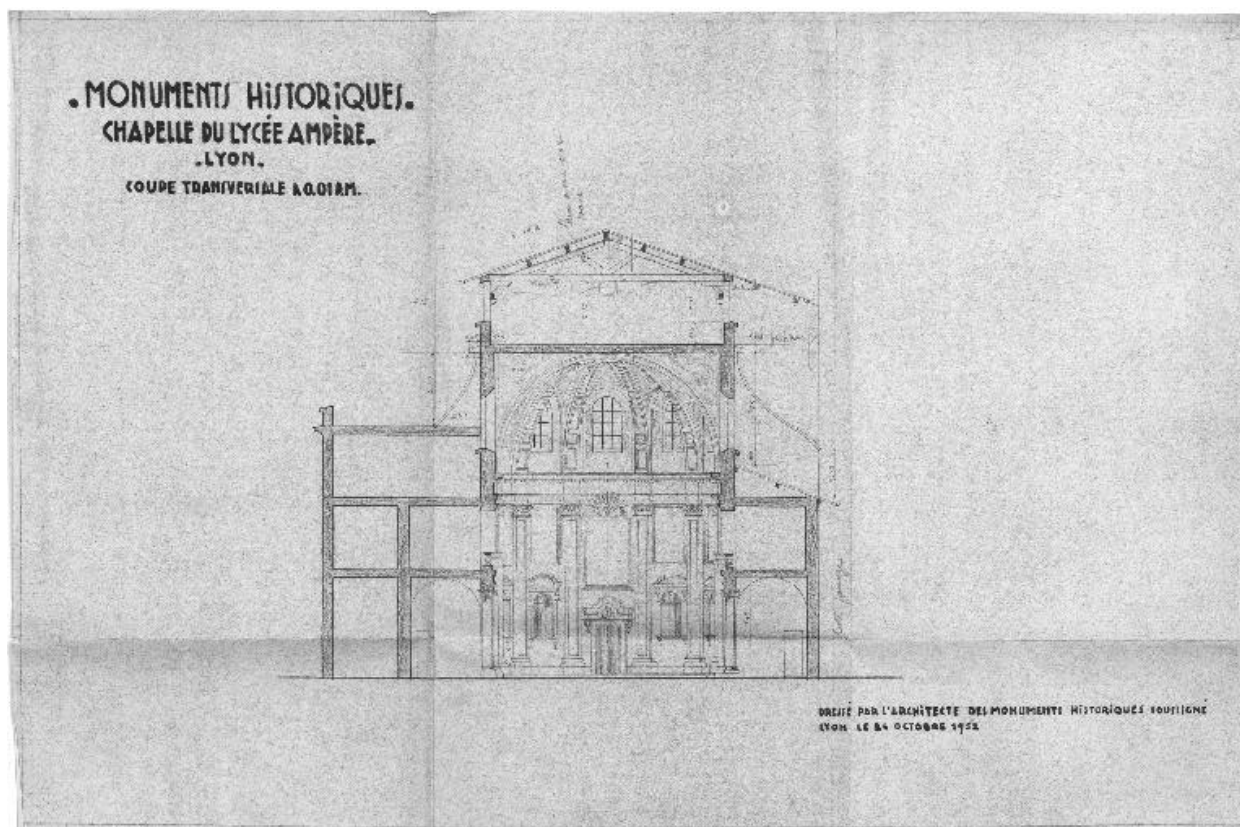 . MONUMENTS HISTORIQUES.
CHAPELLE DU LYCÉE AMPÈRE.
.LYON.
COUPE TRANSVERSALE À 0.01 P.M.
DRESSÉ PAR L'ARCHITECTE DES MONUMENTS HISTORIQUES SOUSSIGNÉ
LYON LE 24 OCTOBRE 1952